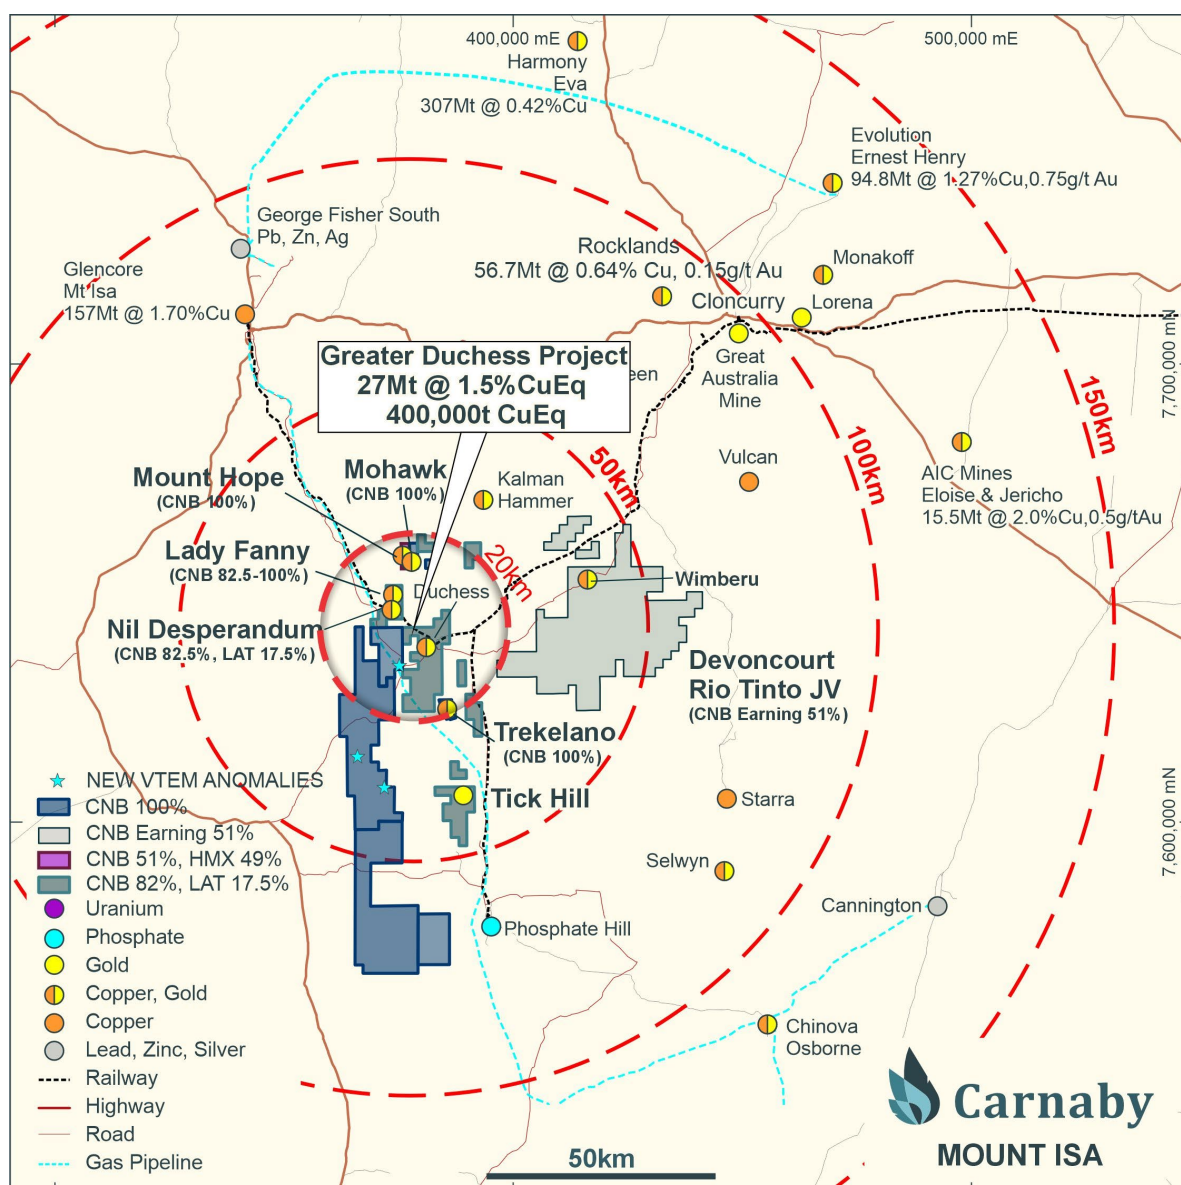 400,000 mE
500,000 mE
Harmony
Eva
307Mt @ 0.42%Cu
Evolution
Ernest Henry
94.8Mt @ 1.27%Cu,0.75g/t Au
George Fisher South
Pb, Zn, Ag
Rocklands
56.7Mt @ 0.64% Cu, 0.15g/t Au
Monakoff
Glencore
Mt Isa
157Mt @ 1.70%Cu
Cloncurry
Lorena
Great
Australia
Mine
7,700,000 mN
Greater Duchess Project
27Mt @ 1.5%CuEq
400,000t CuEq
een
150km
100km
50km
20km
Vulcan
AIC Mines
Eloise & Jericho
15.5Mt @ 2.0%Cu,0.5g/tAu
Mount Hope
(CNB 100%)
Mohawk
(CNB 100%)
Kalman
Hammer
Lady Fanny
(CNB 82.5-100%)
Duchess
Wimberu
Nil Desperandum
(CNB 82.5%, LAT 17.5%)
Devoncourt
Rio Tinto JV
(CNB Earning 51%)
Trekelano
(CNB 100%)
Tick Hill
Starra
Selwyn
7,600,000 mN
Cannington
Phosphate Hill
Chinova
Osborne
NEW VTEM ANOMALIES
CNB 100%
CNB Earning 51%
CNB 51%, HMX 49%
CNB 82%, LAT 17.5%
Uranium
Phosphate
Gold
Copper, Gold
Copper
Lead, Zinc, Silver
Railway
Highway
Road
Gas Pipeline
50km
Carnaby
MOUNT ISA